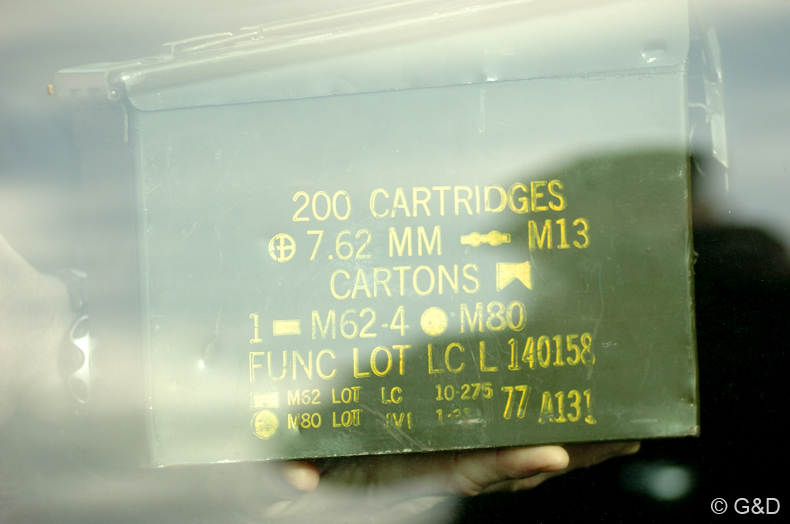 200 CARTRIDGES
7.62 MM M13
CARTONS
1 M62-4 M80
FUNC LOT LC L 140158
M62 LOT LC 10-275 77 A131
M80 LOT
© G&D